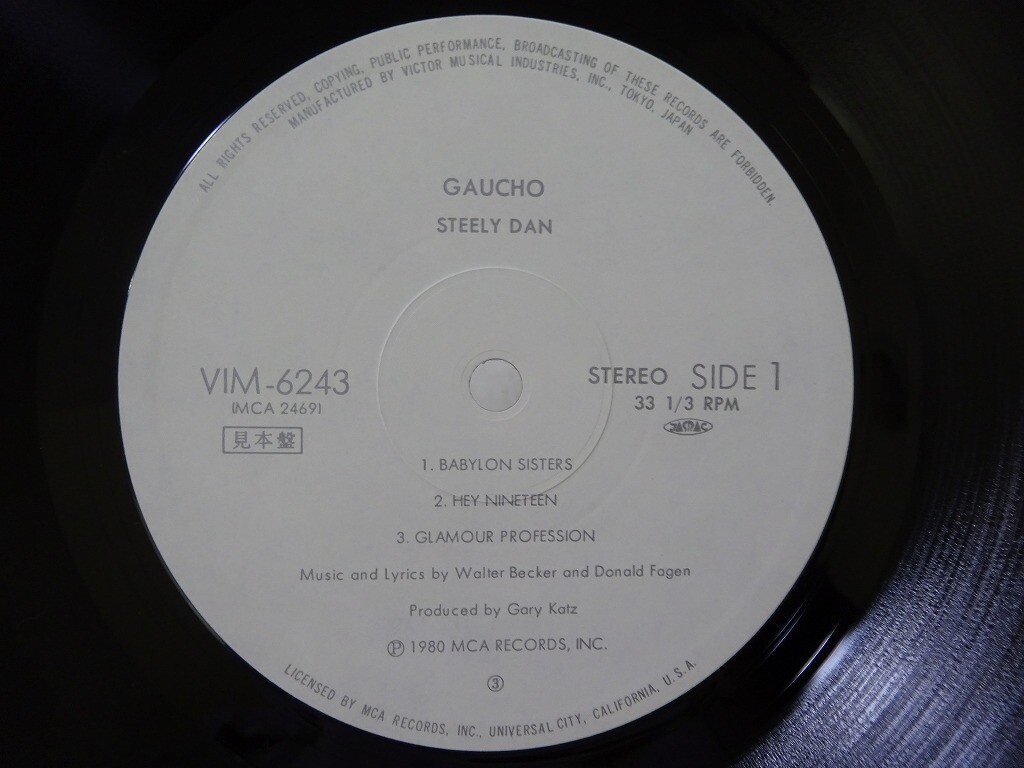 ALL RIGHTS RESERVED, COPYING, PUBLIC PERFORMANCE, BROADCASTING OF THESE RECORDS ARE FORBIDDEN.
MANUFACTURED BY VICTOR MUSICAL INDUSTRIES, INC., TOKYO, JAPAN
GAUCHO
STEELY DAN
VIM-6243
(MCA 2469)
見本盤
STEREO SIDE 1
33 1/3 RPM
JASRAC
1. BABYLON SISTERS
2. HEY NINETEEN
3. GLAMOUR PROFESSION
Music and Lyrics by Walter Becker and Donald Fagen
Produced by Gary Katz
Ⓟ 1980 MCA RECORDS, INC.
③
LICENSED BY MCA RECORDS, INC., UNIVERSAL CITY, CALIFORNIA, U.S.A.